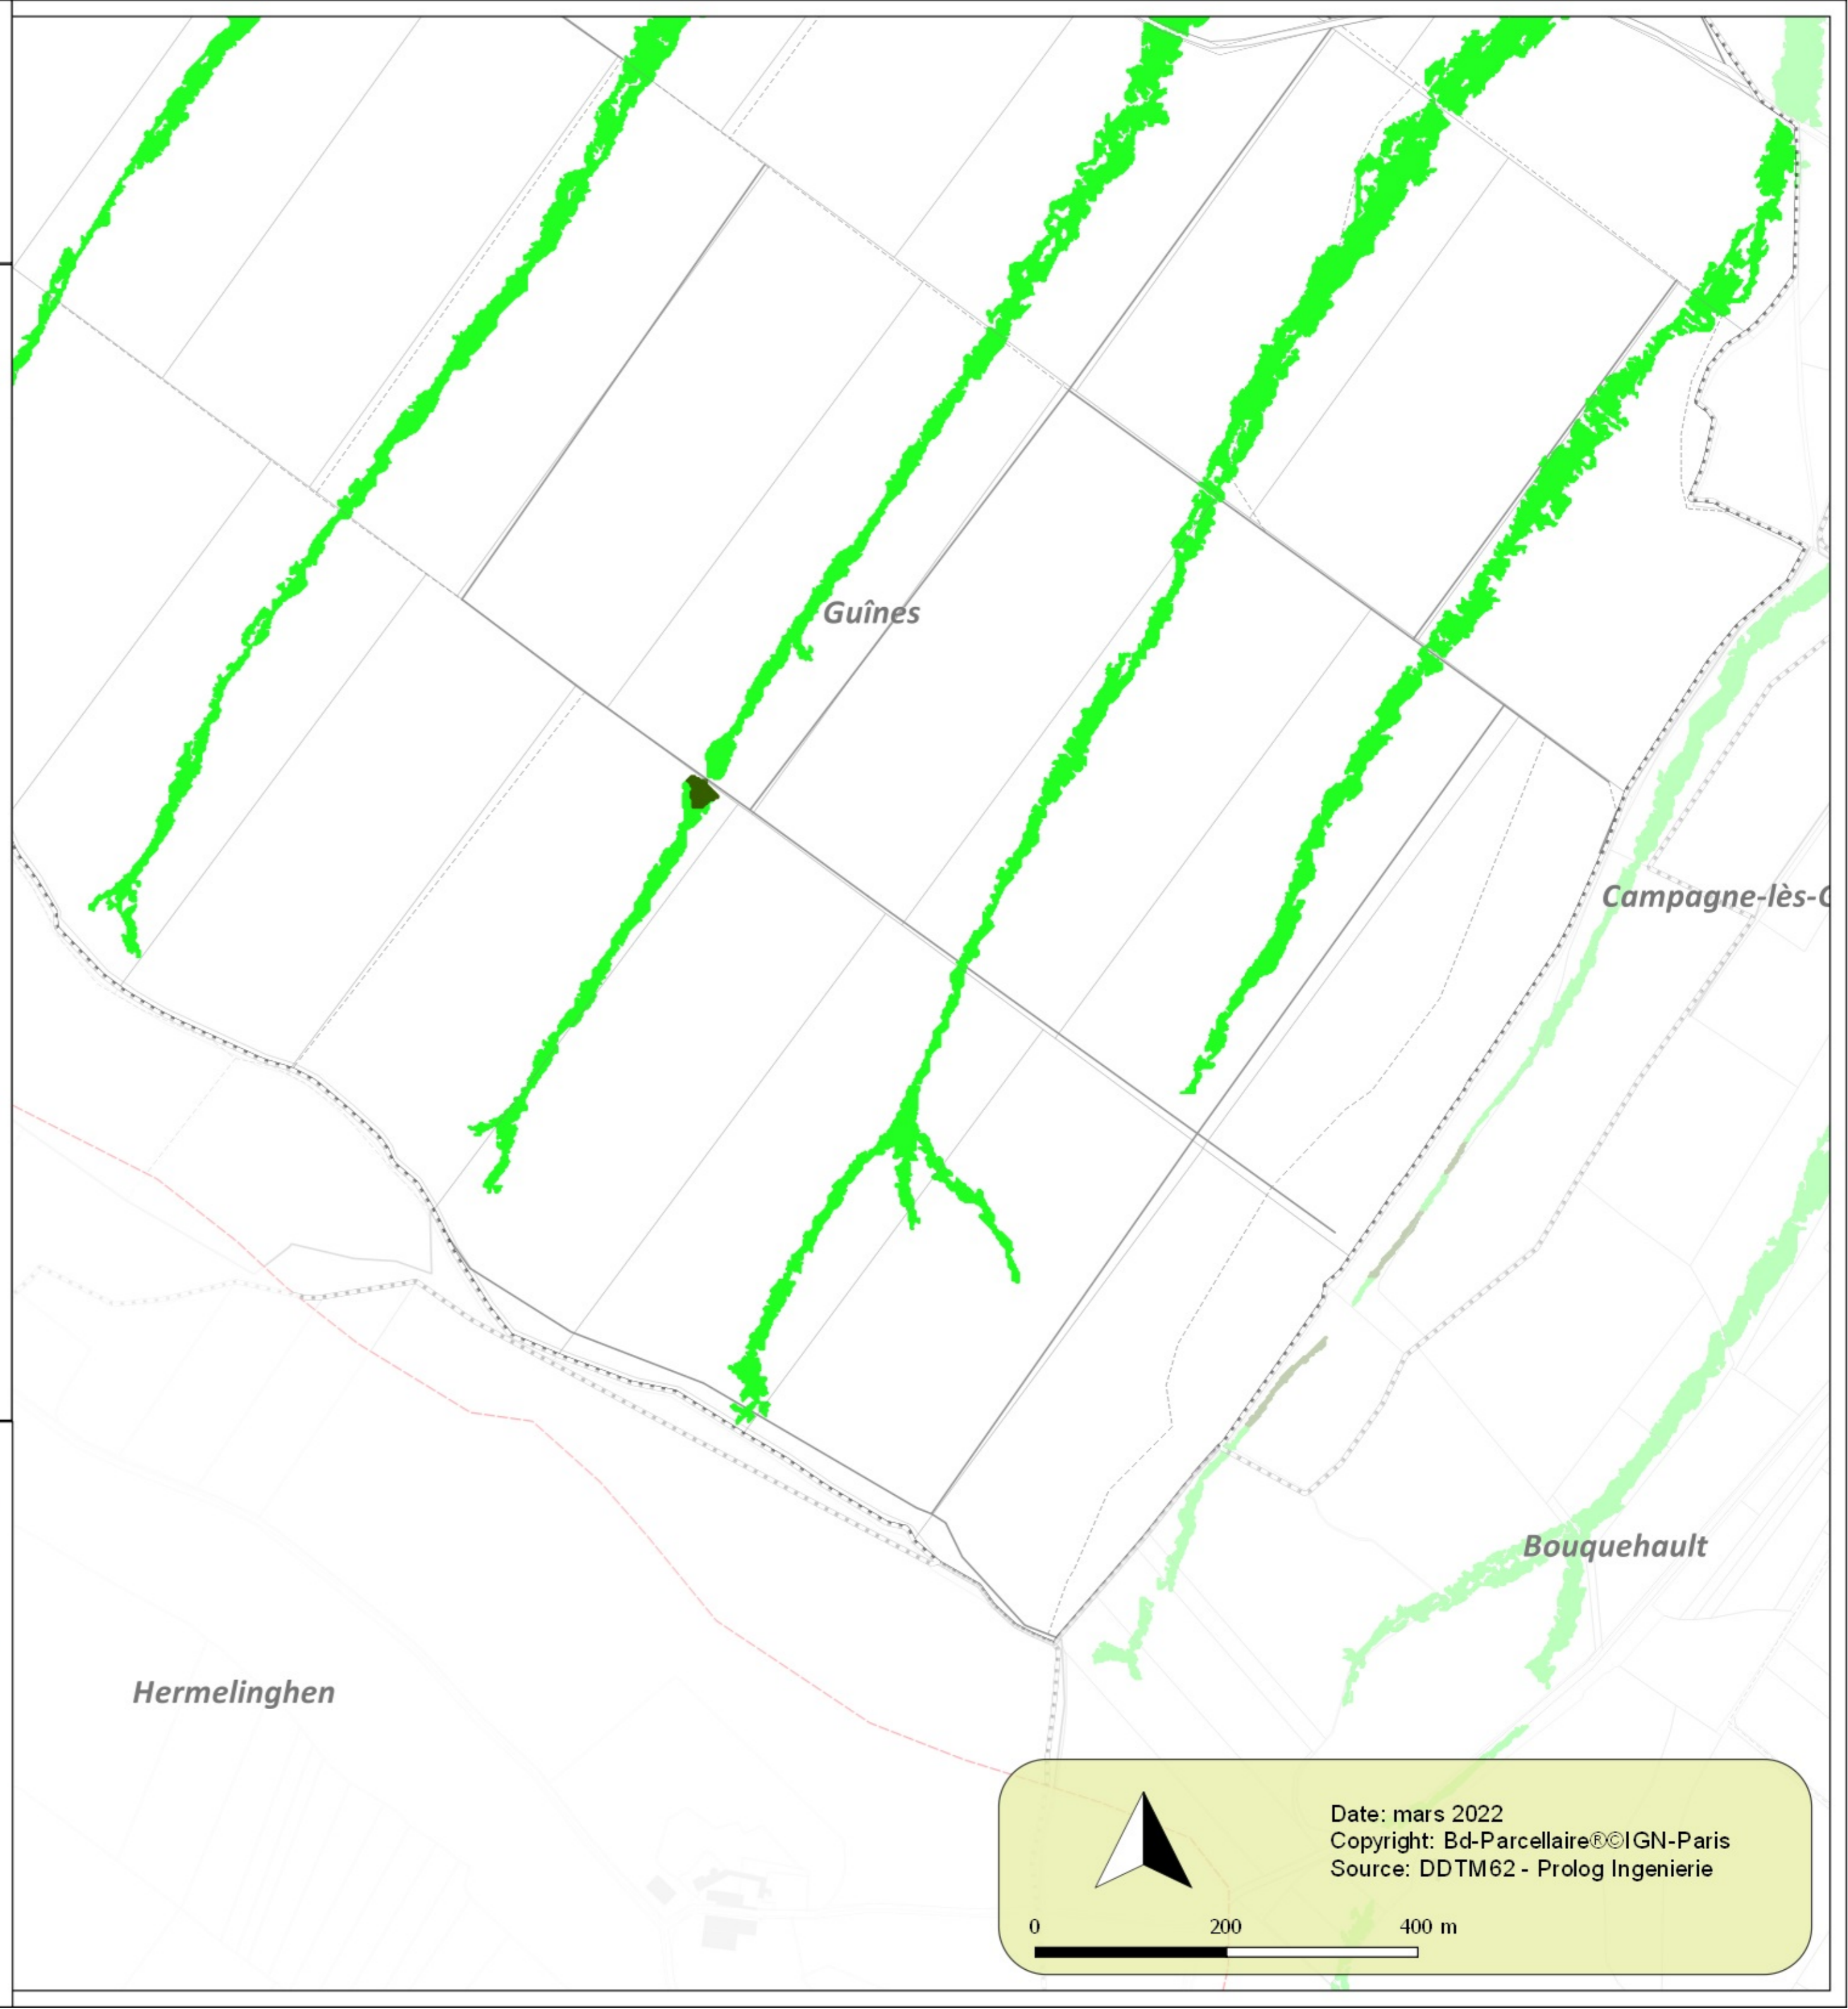 Guînes
Campagne-lès-
Bouquehault
Hermelinghen
Date: mars 2022
Copyright: Bd-Parcellaire®©IGN-Paris
Source: DDTM62 - Prolog Ingenierie
0 200 400 m